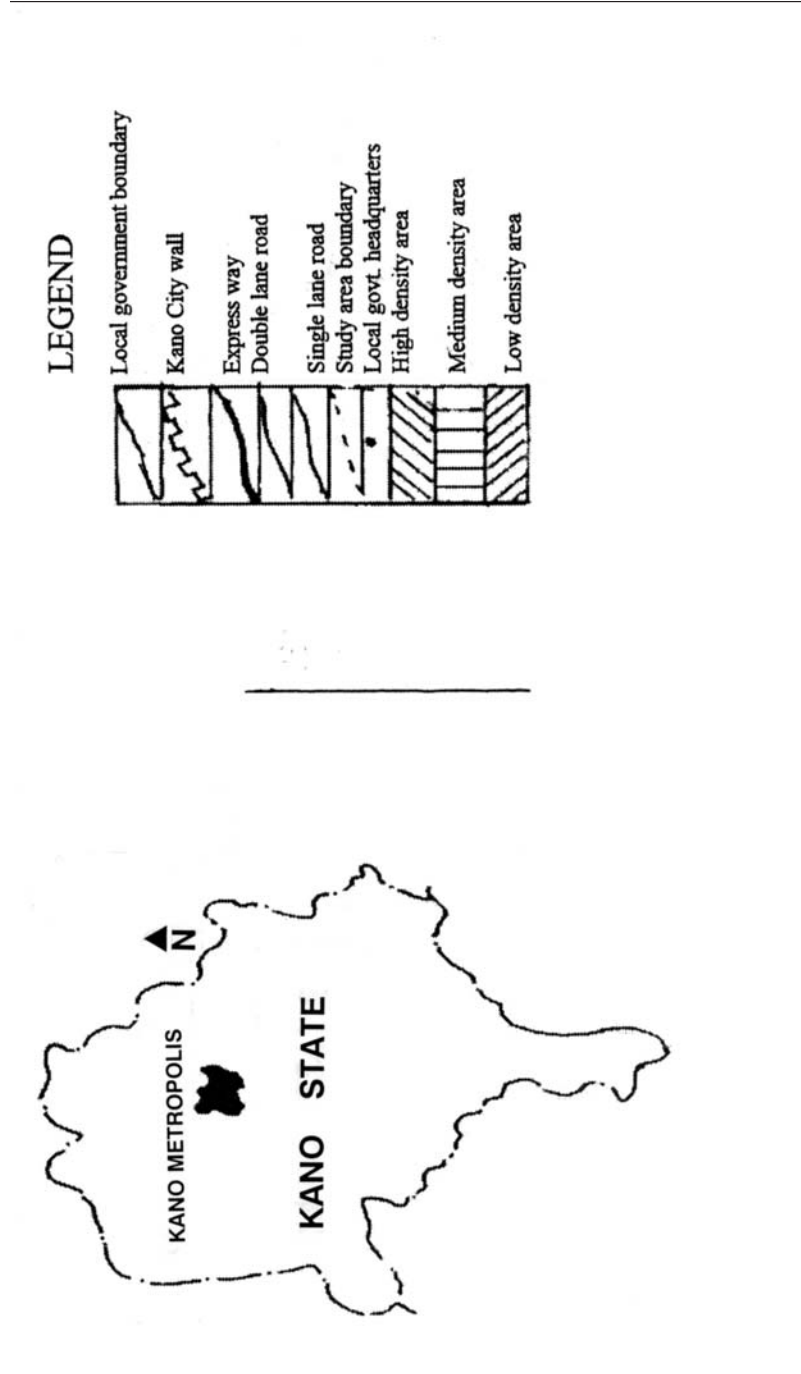 LEGEND
Local government boundary
Kano City wall
Express way
Double lane road
Single lane road
Study area boundary
Local govt. headquarters
High density area
Medium density area
Low density area
N
KANO METROPOLIS
KANO STATE